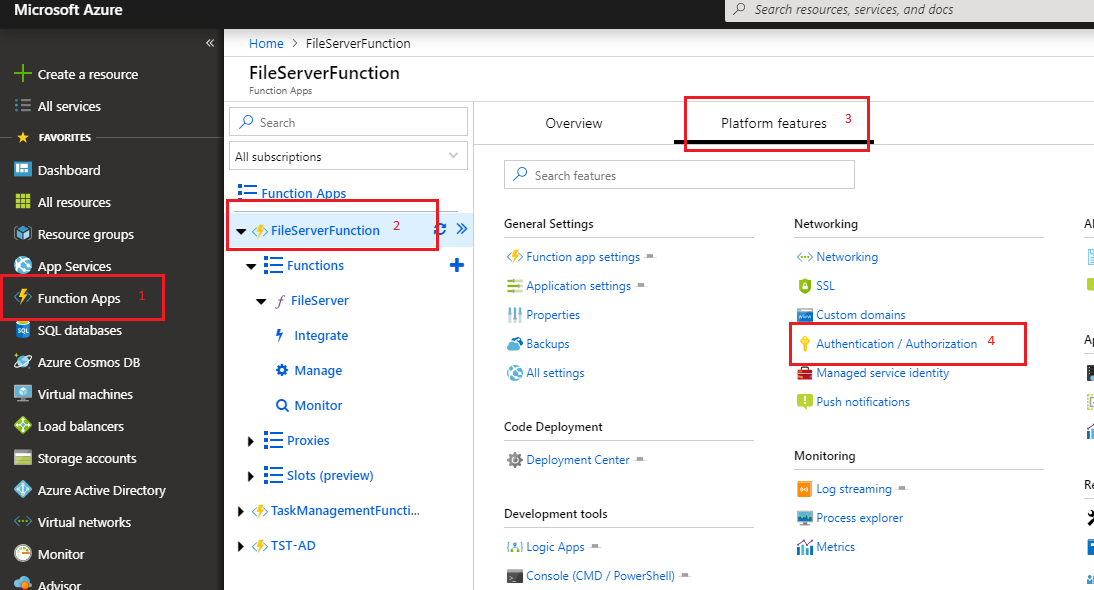 Microsoft Azure
Search resources, services, and docs
«
Create a resource
All services
FAVORITES
Dashboard
All resources
Resource groups
App Services
Function Apps 1
SQL databases
Azure Cosmos DB
Virtual machines
Load balancers
Storage accounts
Azure Active Directory
Virtual networks
Monitor
Advisor
Home > FileServerFunction
FileServerFunction
Function Apps
Search
All subscriptions
Function Apps
FileServerFunction 2
Functions
FileServer
Integrate
Manage
Monitor
Proxies
Slots (preview)
TaskManagementFuncti...
TST-AD
Overview
Platform features 3
Search features
General Settings
Function app settings
Application settings
Properties
Backups
All settings
Code Deployment
Deployment Center
Development tools
Logic Apps
Console (CMD / PowerShell)
Networking
Networking
SSL
Custom domains
Authentication / Authorization 4
Managed service identity
Push notifications
Monitoring
Log streaming
Process explorer
Metrics